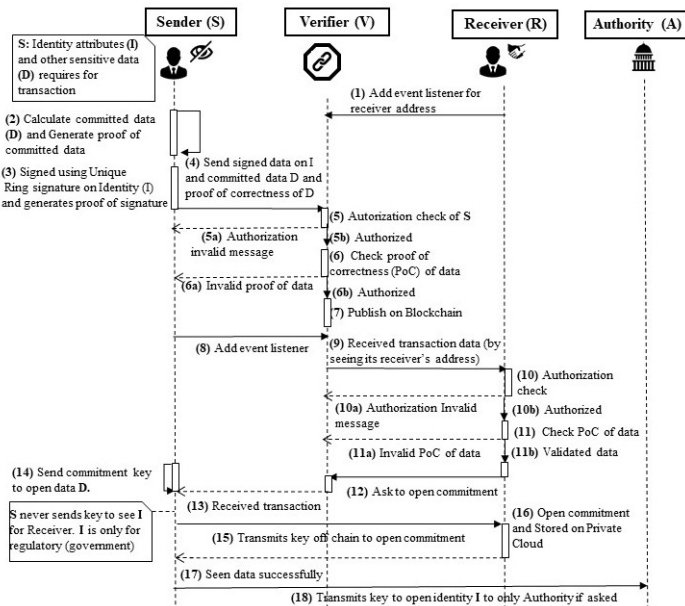 Sender (S)
Verifier (V)
Receiver (R)
Authority (A)
S: Identity attributes (I)
and other sensitive data
(D) requires for
transaction
(1) Add event listener for
receiver address
(2) Calculate committed data
(D) and Generate proof of
committed data
(3) Signed using Unique
Ring signature on Identity (I)
and generates proof of signature
(4) Send signed data on I
and committed data D and
proof of correctness of D
(5) Autorization check of S
(5a) Authorization
invalid message
(5b) Authorized
(6) Check proof of
correctness (PoC) of data
(6a) Invalid proof of data
(6b) Authorized
(7) Publish on Blockchain
(8) Add event listener
(9) Received transaction data (by
seeing its receiver's address)
(10) Authorization
check
(10a) Authorization Invalid
message
(10b) Authorized
(11) Check PoC of data
(11a) Invalid PoC of data
(11b) Validated data
(12) Ask to open commitment
(13) Received transaction
(14) Send commitment key
to open data D.
S never sends key to see I
for Receiver. I is only for
regulatory (government)
(15) Transmits key off chain to open commitment
(16) Open commitment
and Stored on Private
Cloud
(17) Seen data successfully
(18) Transmits key to open identity I to only Authority if asked